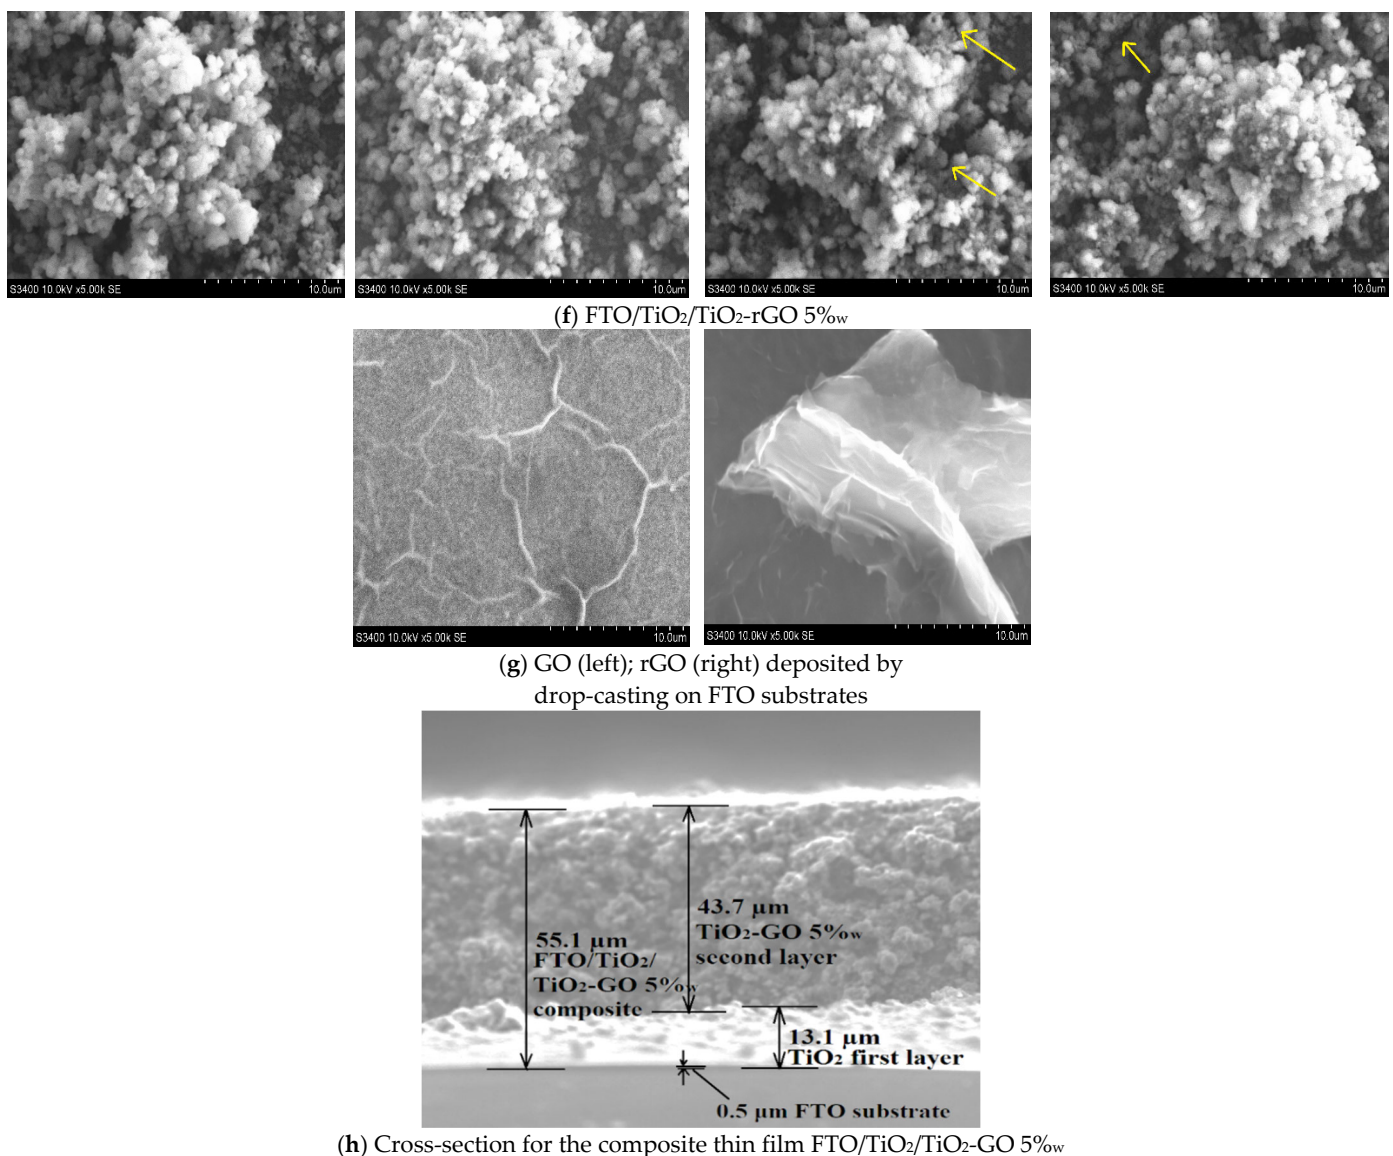 S3400 10.0kV x5.00k SE 10.0um
S3400 10.0kV x5.00k SE 10.0um
S3400 10.0kV x5.00k SE 10.0um
S3400 10.0kV x5.00k SE 10.0um
(f) FTO/TiO₂/TiO₂-rGO 5‰w
S3400 10.0kV x5.00k SE 10.0um
S3400 10.0kV x5.00k SE 10.0um
(g) GO (left); rGO (right) deposited by
drop-casting on FTO substrates
43.7 µm
TiO₂-GO 5‰w
second layer
55.1 µm
FTO/TiO₂/
TiO₂-GO 5‰w
composite
13.1 µm
TiO₂ first layer
0.5 µm FTO substrate
(h) Cross-section for the composite thin film FTO/TiO₂/TiO₂-GO 5‰w